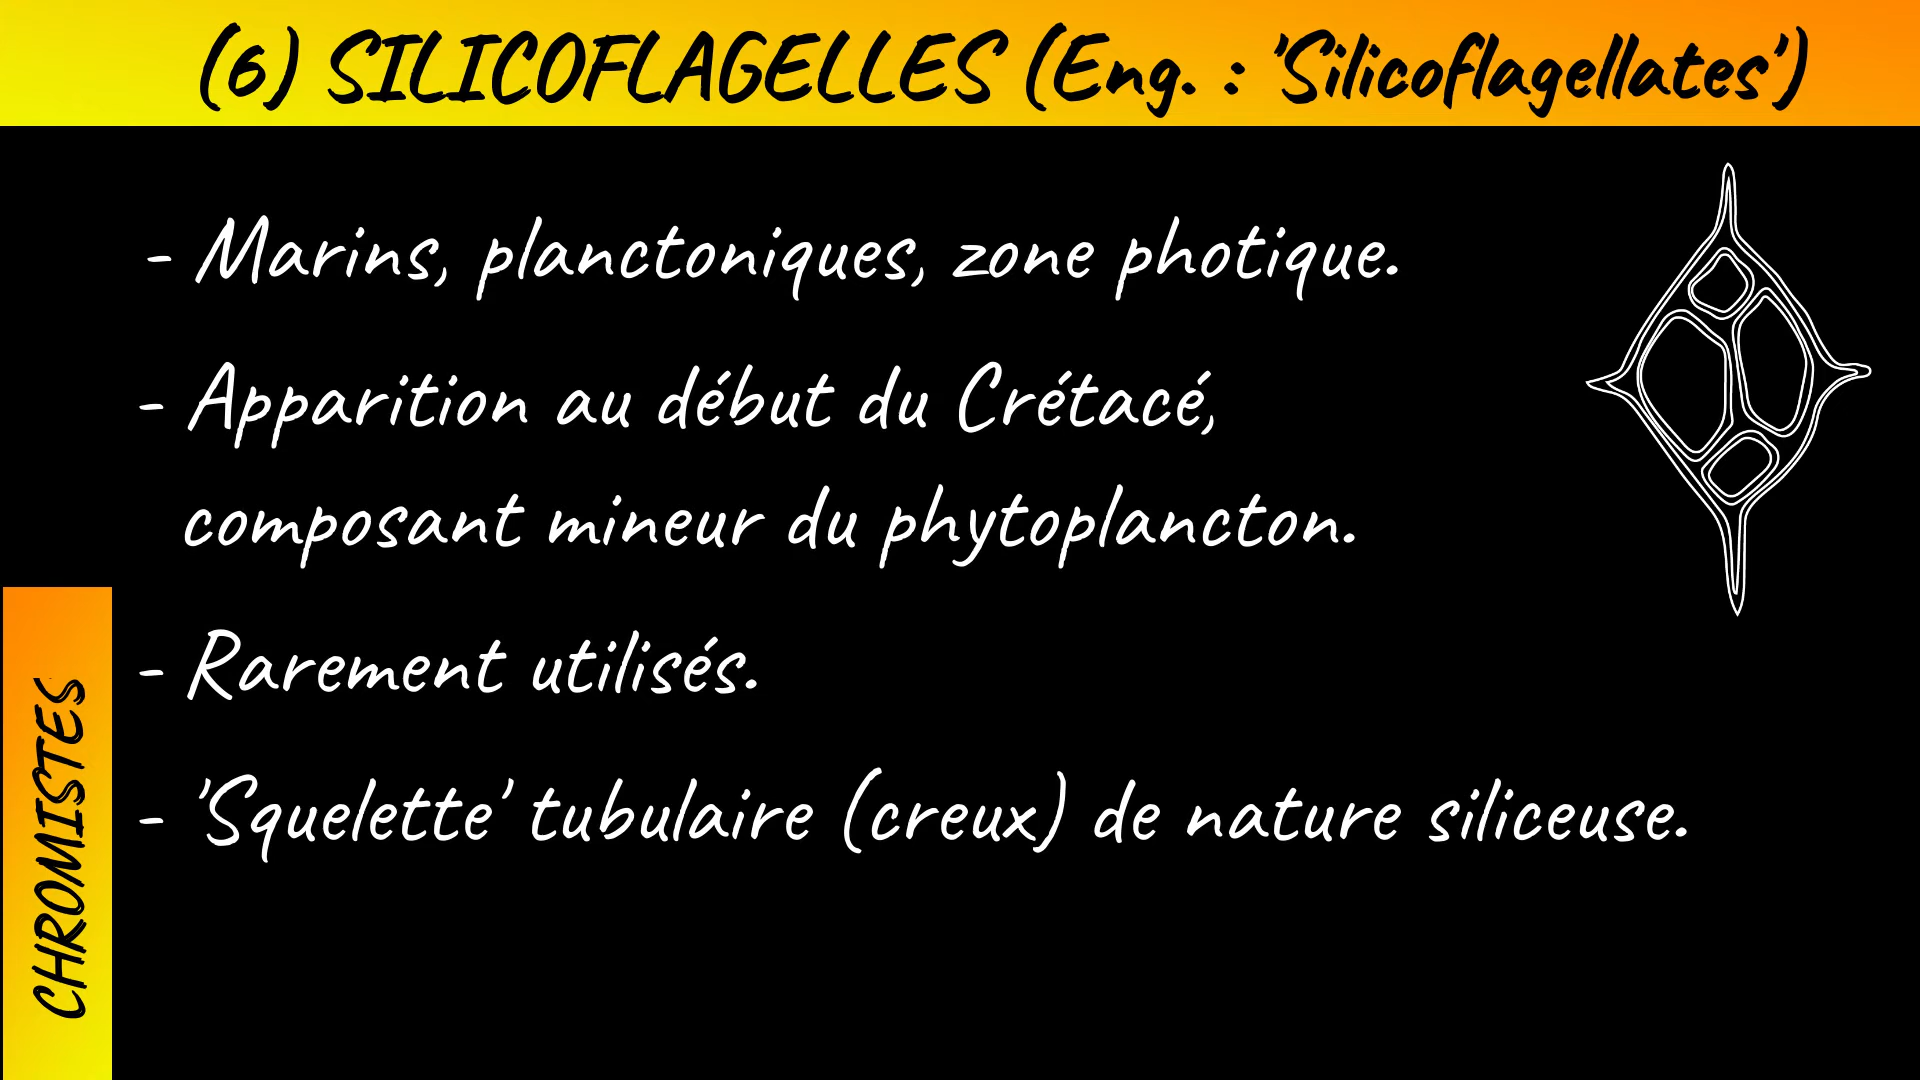 (6) SILICOFLAGELLES (Eng. : 'Silicoflagellates')
- Marins, planctoniques, zone photique.
- Apparition au début du Crétacé,
composant mineur du phytoplancton.
- Rarement utilisés.
- 'Squelette' tubulaire (creux) de nature siliceuse.
CHROMISTES